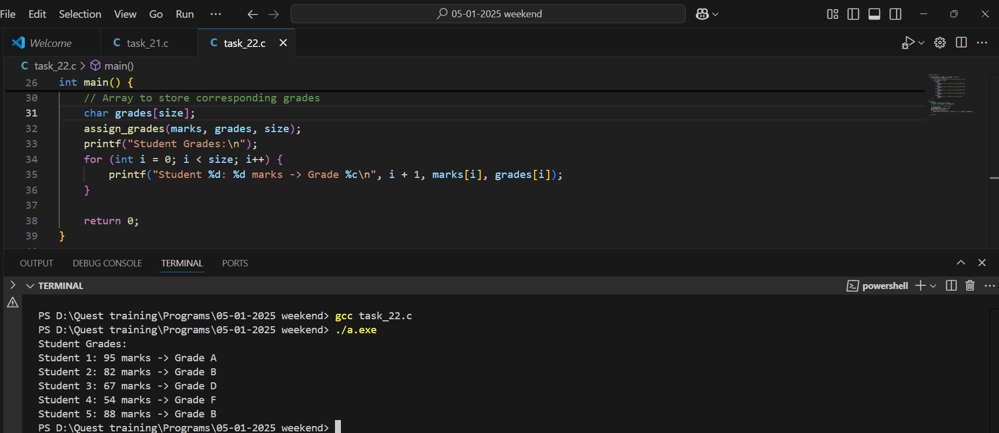 File Edit Selection View Go Run ··· 05-01-2025 weekend
Welcome task_21.c task_22.c
C task_22.c > main()
26 int main() {
30 // Array to store corresponding grades
31 char grades[size];
32 assign_grades(marks, grades, size);
33 printf("Student Grades:\n");
34 for (int i = 0; i < size; i++) {
35 printf("Student %d: %d marks -> Grade %c\n", i + 1, marks[i], grades[i]);
36 }
37
38 return 0;
39 }
OUTPUT DEBUG CONSOLE TERMINAL PORTS
TERMINAL powershell
PS D:\Quest training\Programs\05-01-2025 weekend> gcc task_22.c
PS D:\Quest training\Programs\05-01-2025 weekend> ./a.exe
Student Grades:
Student 1: 95 marks -> Grade A
Student 2: 82 marks -> Grade B
Student 3: 67 marks -> Grade D
Student 4: 54 marks -> Grade F
Student 5: 88 marks -> Grade B
PS D:\Quest training\Programs\05-01-2025 weekend>